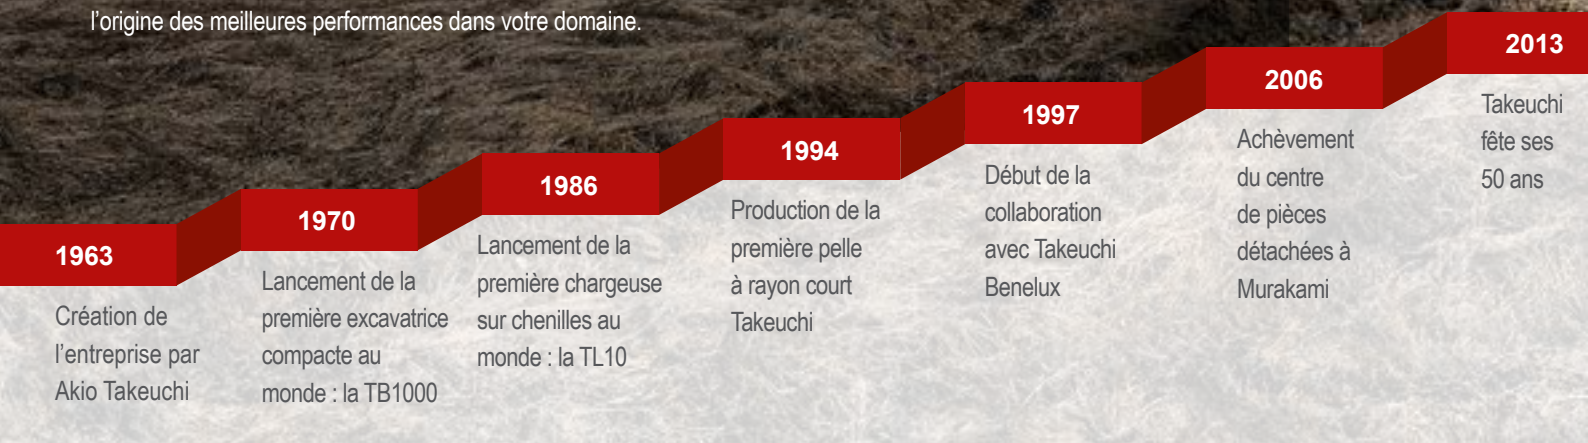 l'origine des meilleures performances dans votre domaine.
1963
Création de
l'entreprise par
Akio Takeuchi
1970
Lancement de la
première excavatrice
compacte au
monde : la TB1000
1986
Lancement de la
première chargeuse
sur chenilles au
monde : la TL10
1994
Production de la
première pelle
à rayon court
Takeuchi
1997
Début de la
collaboration
avec Takeuchi
Benelux
2006
Achèvement
du centre
de pièces
détachées à
Murakami
2013
Takeuchi
fête ses
50 ans